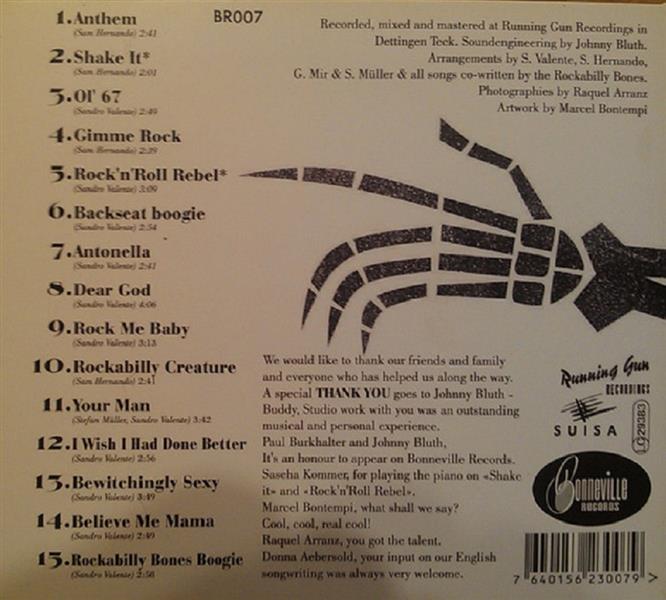 1. Anthem
(Sam Hernando) 2:41
2. Shake It*
(Sam Hernando) 2:01
3. Ol' 67
(Sandro Valente) 2:49
4. Gimme Rock
(Sam Hernando) 2:39
5. Rock'n'Roll Rebel*
(Sandro Valente) 3:09
6. Backseat boogie
(Sandro Valente) 2:54
7. Antonella
(Sandro Valente) 2:41
8. Dear God
(Sandro Valente) 4:06
9. Rock Me Baby
(Sandro Valente) 3:13
10. Rockabilly Creature
(Sam Hernando) 2:41
11. Your Man
(Stefan Müller, Sandro Valente) 3:42
12. I Wish I Had Done Better
(Sandro Valente) 2:56
13. Bewitchingly Sexy
(Sandro Valente) 3:49
14. Believe Me Mama
(Sandro Valente) 2:49
15. Rockabilly Bones Boogie
(Sandro Valente) 2:58
BR007
Recorded, mixed and mastered at Running Gun Recordings in
Dettingen Teck. Soundengineering by Johnny Bluth.
Arrangements by S. Valente, S. Hernando,
G. Mir & S. Müller & all songs co-written by the Rockabilly Bones.
Photographies by Raquel Arranz
Artwork by Marcel Bontempi
We would like to thank our friends and family
and everyone who has helped us along the way.
A special THANK YOU goes to Johnny Bluth -
Buddy, Studio work with you was an outstanding
musical and personal experience.
Paul Burkhalter and Johnny Bluth,
It's an honour to appear on Bonneville Records.
Sascha Kommer, for playing the piano on «Shake
it» and «Rock'n'Roll Rebel».
Marcel Bontempi, what shall we say?
Cool, cool, real cool!
Raquel Arranz, you got the talent.
Donna Aebersold, your input on our English
songwriting was always very welcome.
Running Gun
RECORDINGS
SUISA
LC29383
Bonneville
RECORDS
7 640156 230079 >